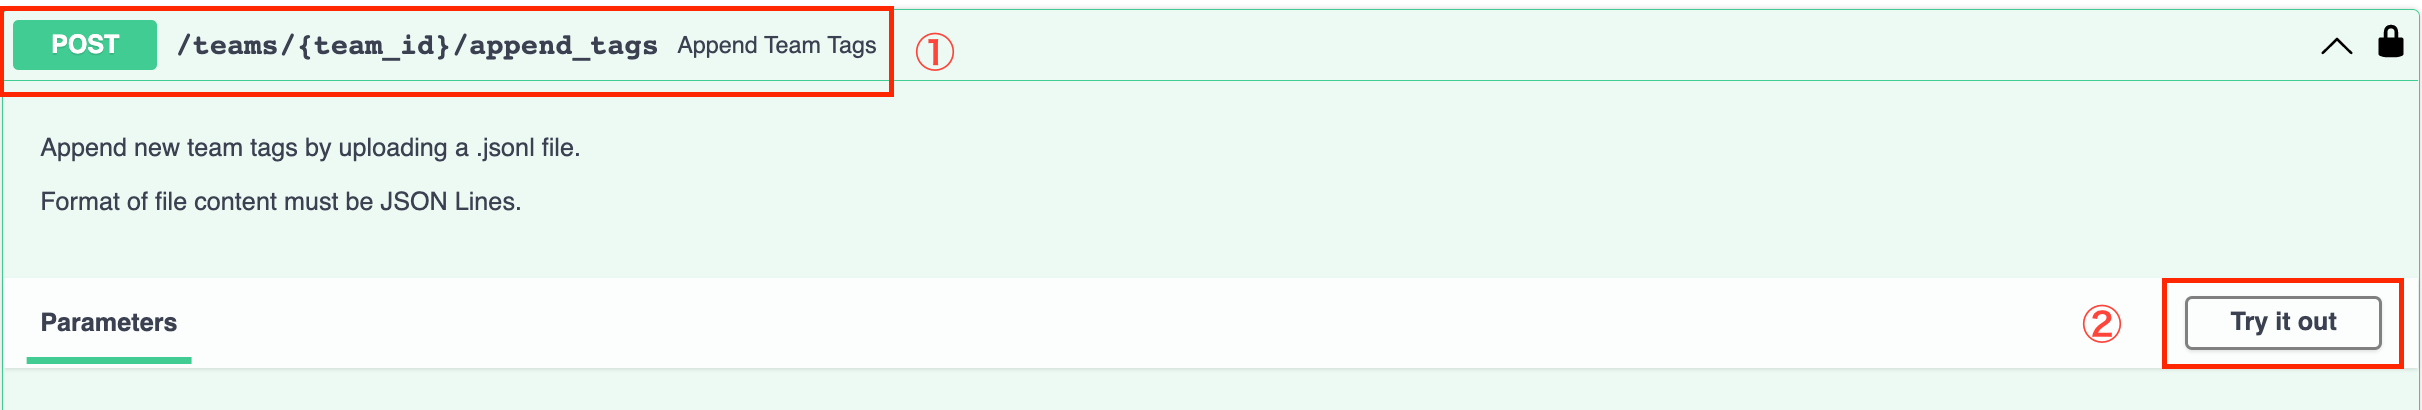 POST /teams/{team_id}/append_tags Append Team Tags ①
Append new team tags by uploading a .jsonl file.
Format of file content must be JSON Lines.
Parameters ② Try it out